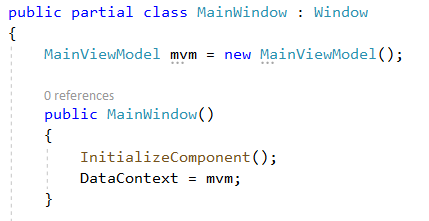 public partial class MainWindow : Window
{
MainViewModel mvm = new MainViewModel();
0 references
public MainWindow()
{
InitializeComponent();
DataContext = mvm;
}